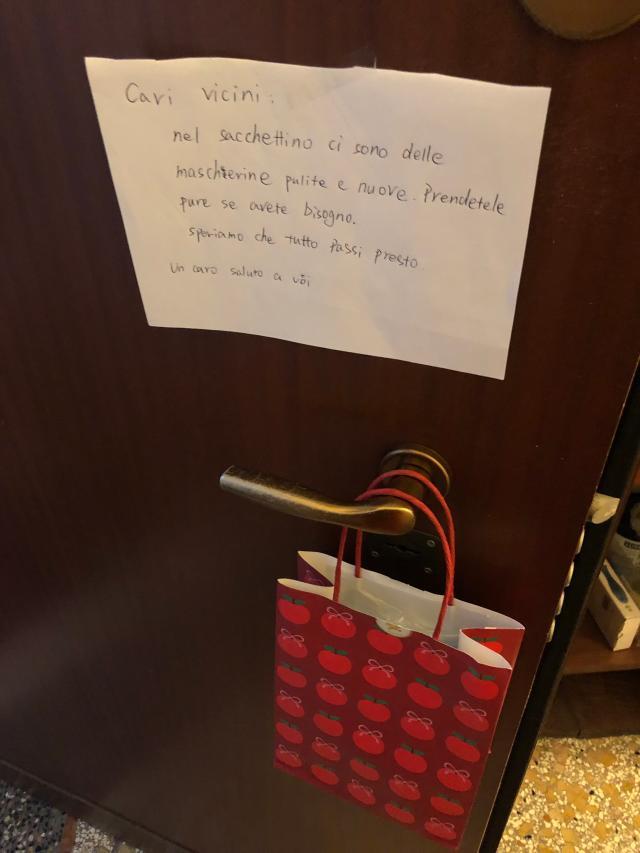 Cari vicini:
nel sacchettino ci sono delle
maschierine pulite e nuove. Prendetele
pure se avete bisogno.
speriamo che tutto passi presto
Un caro saluto a voi